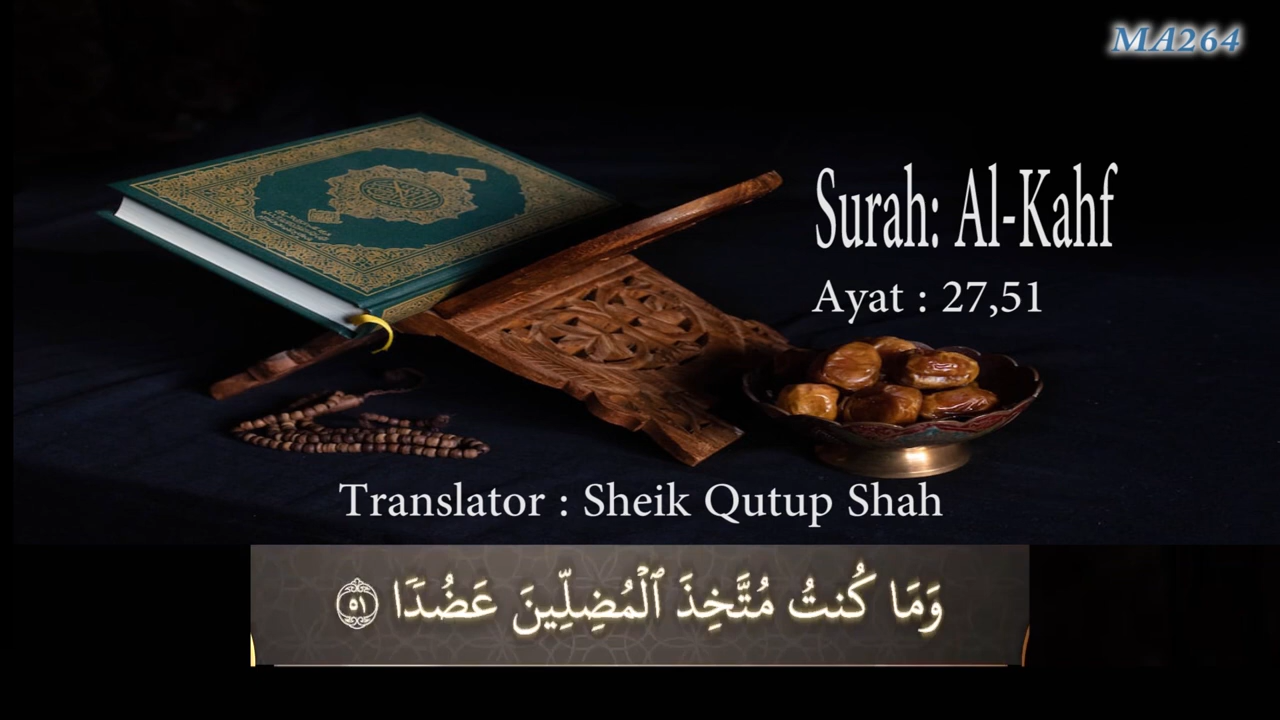 MA264
Surah: Al-Kahf
Ayat : 27,51
Translator : Sheik Qutup Shah
وَمَا كُنتُ مُتَّخِذَ ٱلْمُضِلِّينَ عَضُدًا ٥١